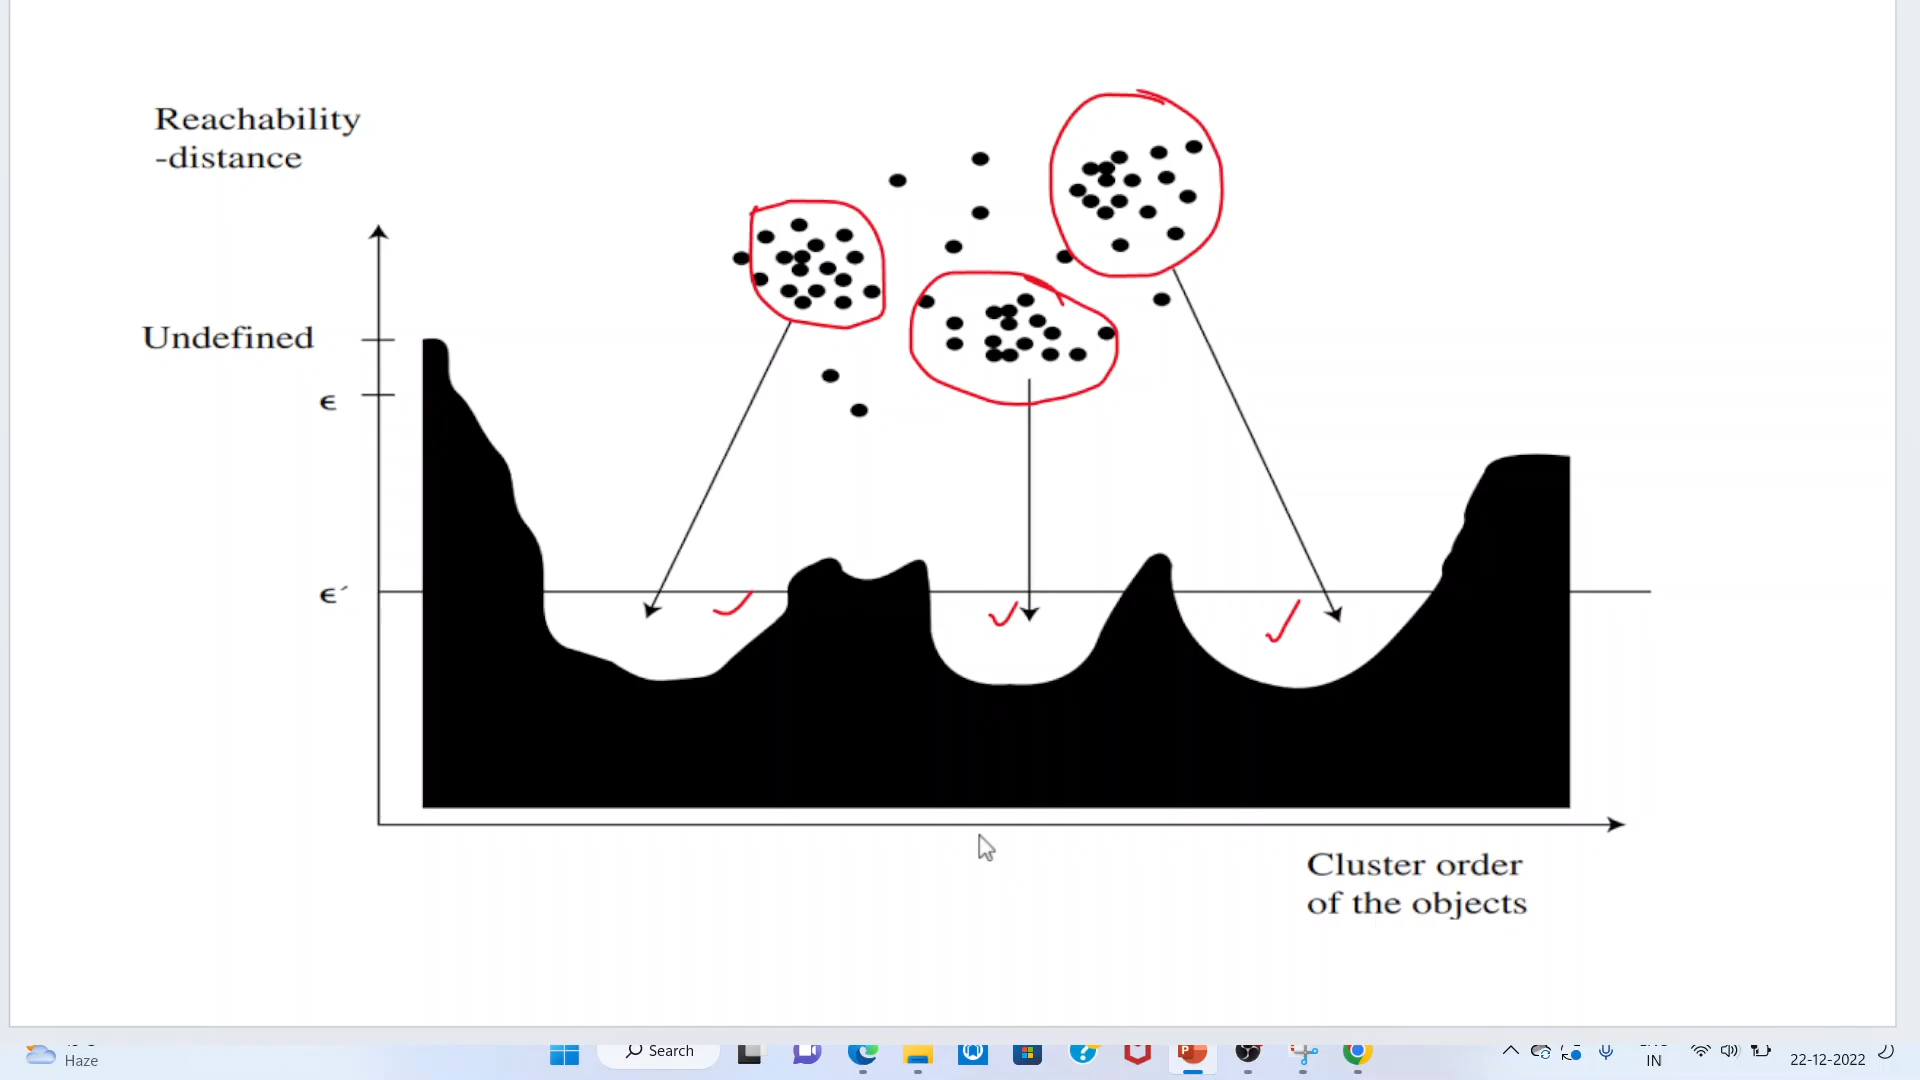 Reachability
-distance
Undefined
ϵ
ϵ′
Cluster order
of the objects
Haze
Search
IN
22-12-2022